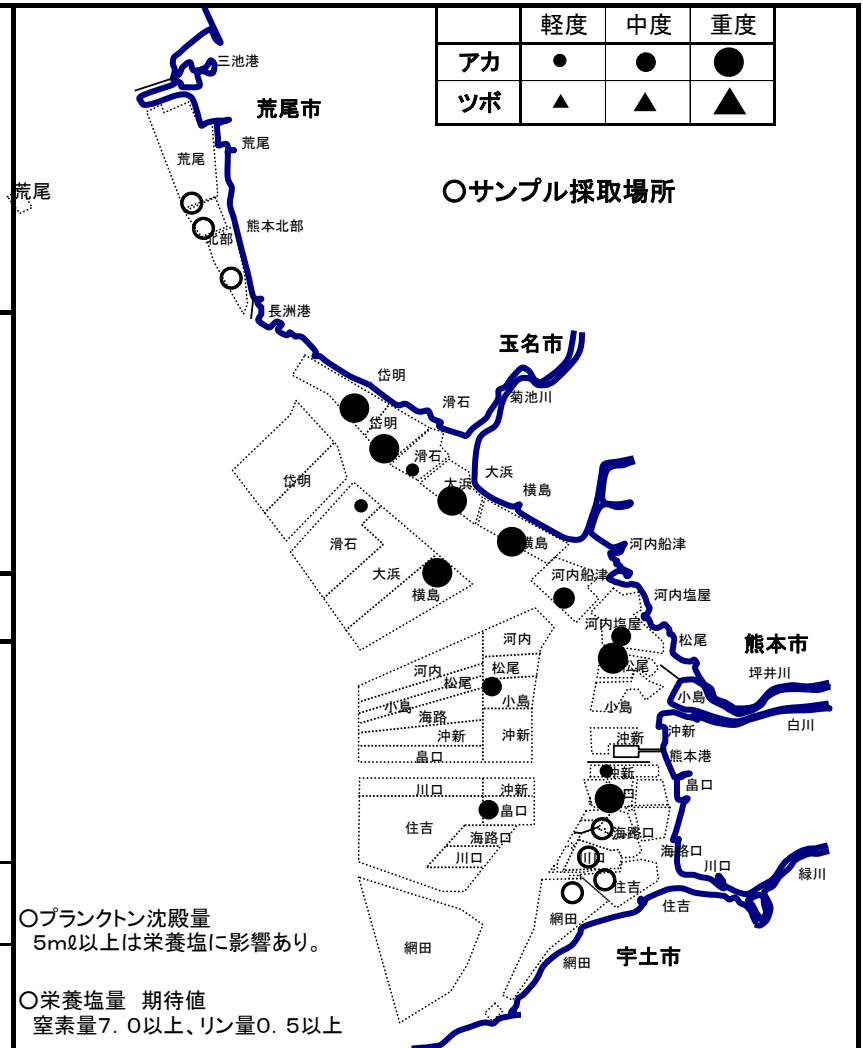 軽度 中度 重度
アカ
ツボ
三池港
荒尾市
荒尾
荒尾
荒尾
○サンプル採取場所
北部
熊本北部
長洲港
玉名市
岱明
滑石
菊池川
岱明
滑石
大浜
大浜
岱明
横島
滑石
横島
河内船津
大浜
河内船津
横島
河内塩屋
河内塩屋
河内
松尾
熊本市
河内
松尾
松尾
坪井川
松尾
小島
小島
小島
小島
海路
白川
沖新
沖新
沖新
沖新
熊本港
畠口
沖新
川口
沖新
畠口
畠口
住吉
海路口
海路口
海路口
川口
川口
川口
緑川
住吉
住吉
網田
網田
宇土市
網田
○プランクトン沈殿量
5mℓ以上は栄養塩に影響あり。
○栄養塩量 期待値
窒素量7．0以上、リン量0．5以上